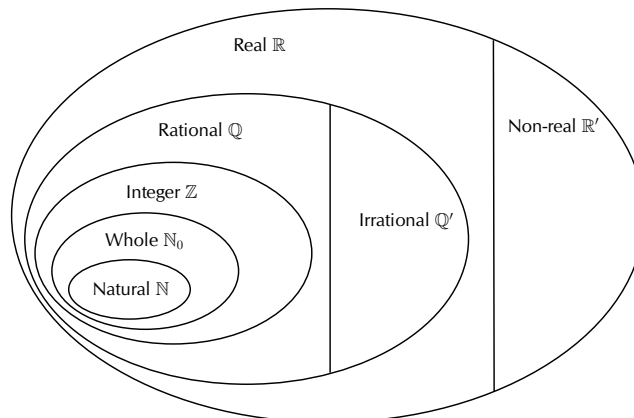 Real ℝ
Non-real ℝ′
Rational ℚ
Integer ℤ
Irrational ℚ′
Whole ℕ₀
Natural ℕ